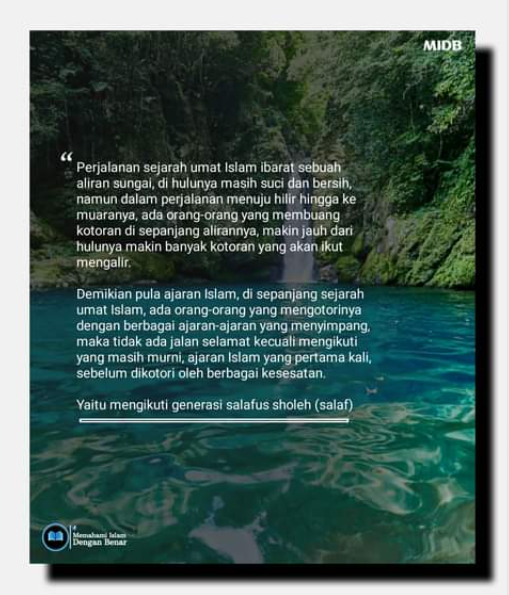 MIDB
“
Perjalanan sejarah umat Islam ibarat sebuah
aliran sungai, di hulunya masih suci dan bersih,
namun dalam perjalanan menuju hilir hingga ke
muaranya, ada orang-orang yang membuang
kotoran di sepanjang alirannya, makin jauh dari
hulunya makin banyak kotoran yang akan ikut
mengalir.
Demikian pula ajaran Islam, di sepanjang sejarah
umat Islam, ada orang-orang yang mengotorinya
dengan berbagai ajaran-ajaran yang menyimpang,
maka tidak ada jalan selamat kecuali mengikuti
yang masih murni, ajaran Islam yang pertama kali,
sebelum dikotori oleh berbagai kesesatan.
Yaitu mengikuti generasi salafus sholeh (salaf)
Memahami Islam
Dengan Benar